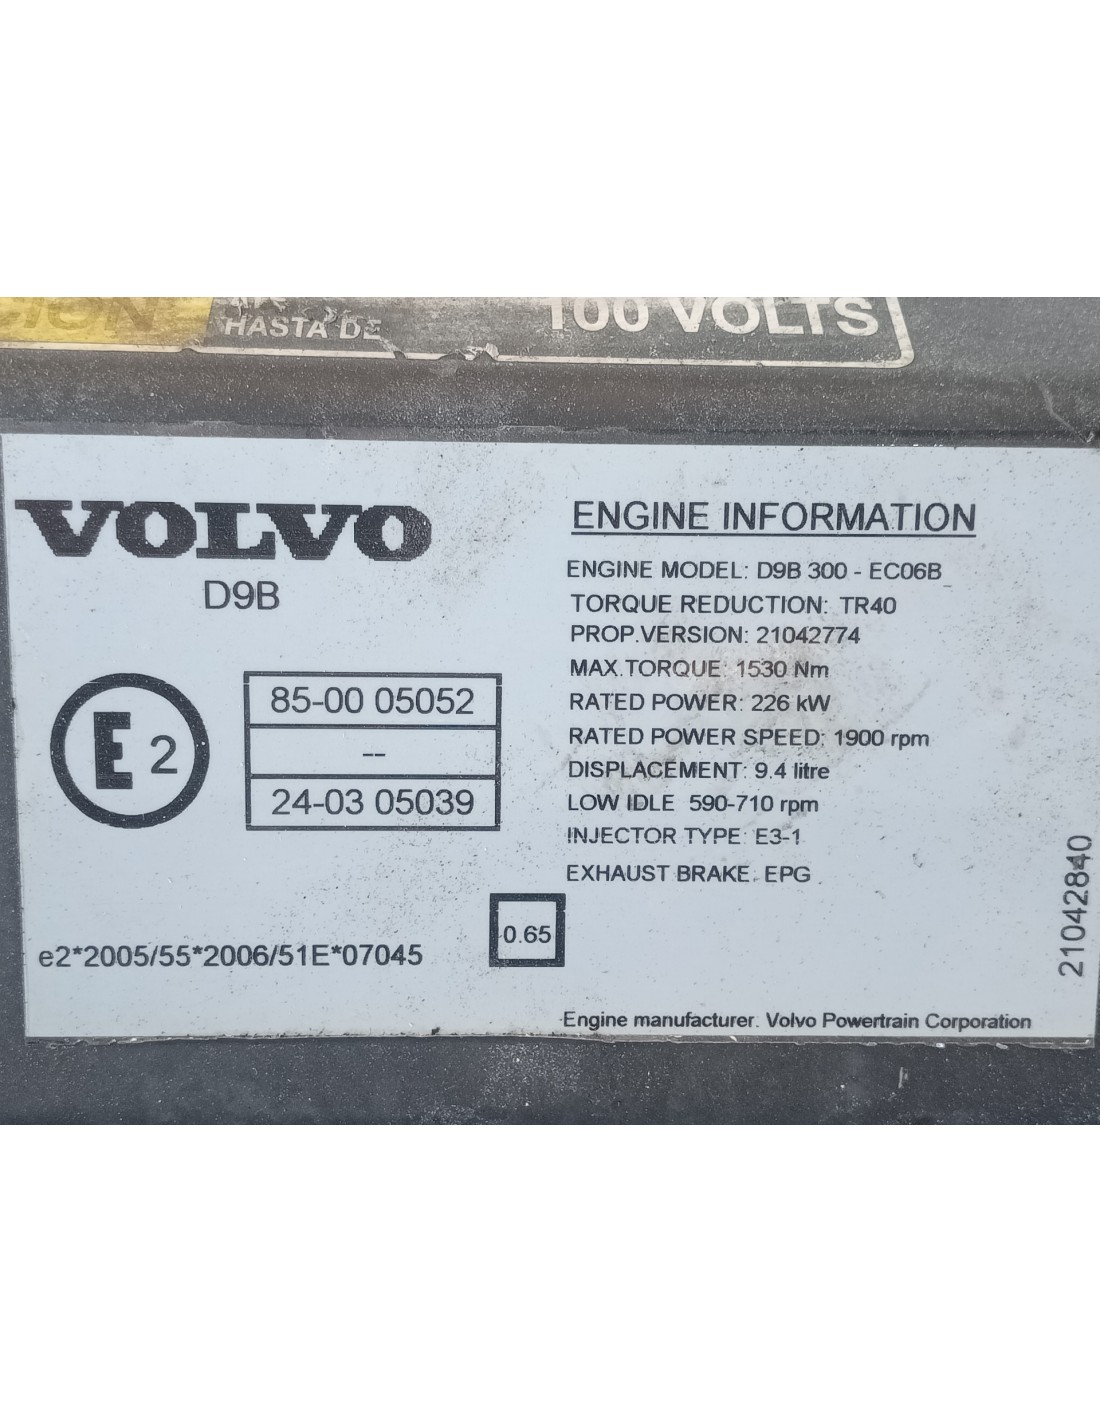 HASTA DE
100 VOLTS
VOLVO
D9B
E2
85-00 05052
--
24-03 05039
e2*2005/55*2006/51E*07045
0.65
ENGINE INFORMATION
ENGINE MODEL: D9B 300 - EC06B
TORQUE REDUCTION: TR40
PROP.VERSION: 21042774
MAX.TORQUE: 1530 Nm
RATED POWER: 226 kW
RATED POWER SPEED: 1900 rpm
DISPLACEMENT: 9.4 litre
LOW IDLE 590-710 rpm
INJECTOR TYPE: E3-1
EXHAUST BRAKE: EPG
Engine manufacturer: Volvo Powertrain Corporation
21042840